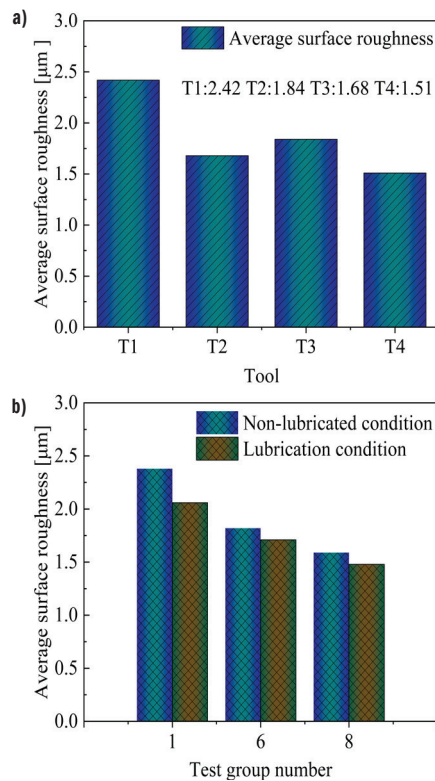 a)
Average surface roughness
T1:2.42 T2:1.84 T3:1.68 T4:1.51
3.0
2.5
2.0
1.5
1.0
0.5
0.0
Average surface roughness [μm]
T1 T2 T3 T4
Tool
b)
Non-lubricated condition
Lubrication condition
3.0
2.5
2.0
1.5
1.0
0.5
0.0
Average surface roughness [μm]
1 6 8
Test group number